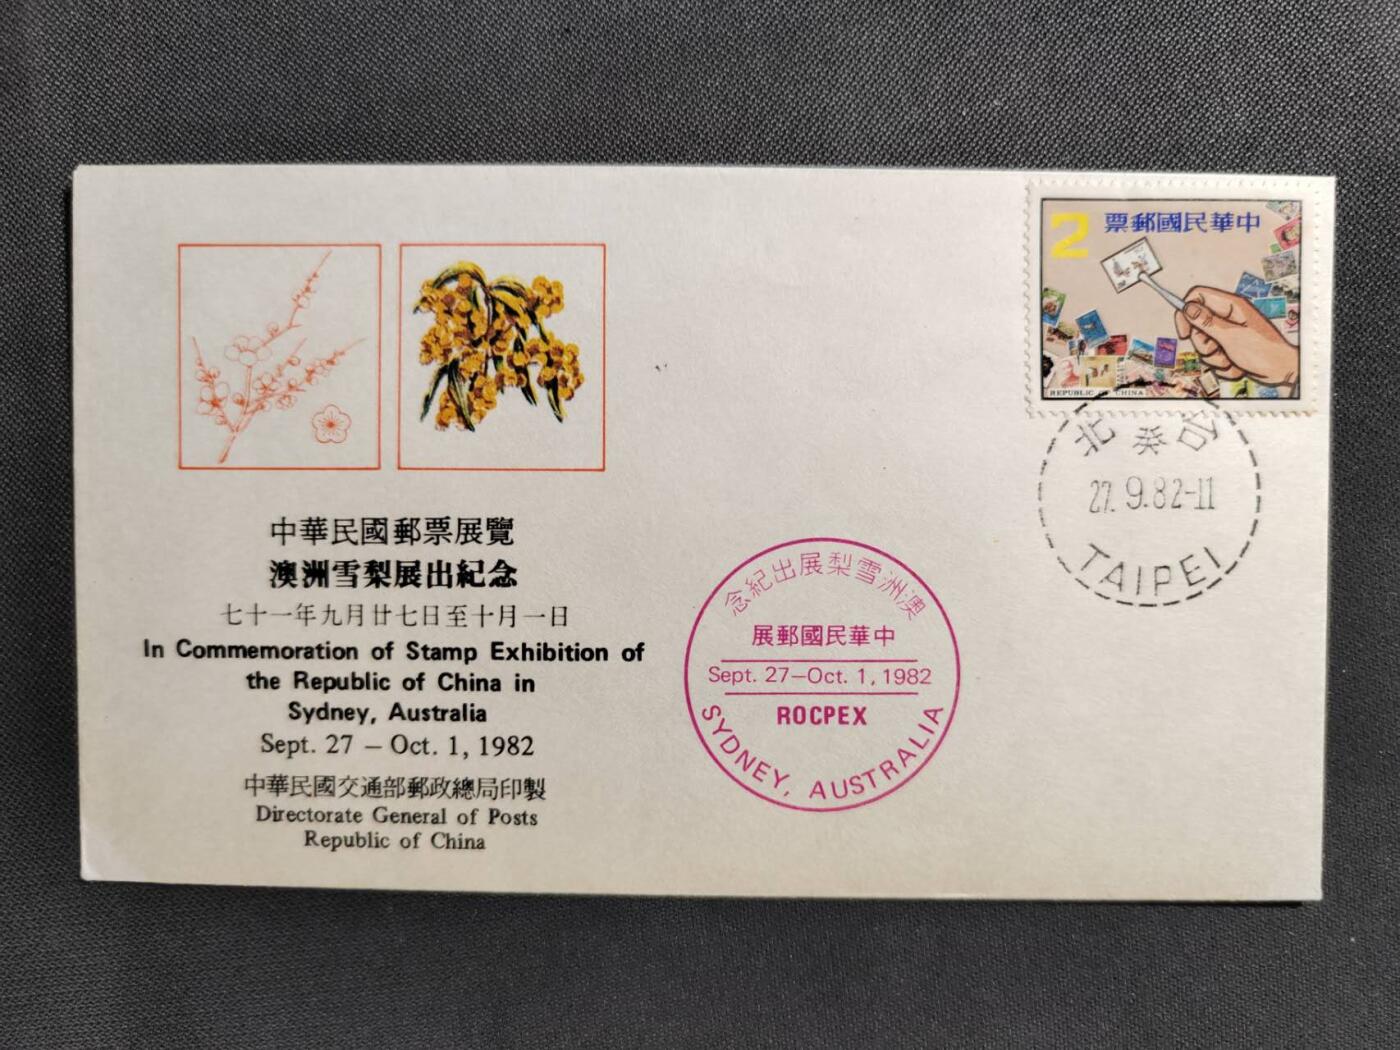 中華民國郵票展覽
澳洲雪梨展出紀念
七十一年九月廿七日至十月一日
In Commemoration of Stamp Exhibition of
the Republic of China in
Sydney, Australia
Sept. 27 – Oct. 1, 1982
中華民國交通部郵政總局印製
Directorate General of Posts
Republic of China
澳洲雪梨展出紀念
中華民國郵展
Sept. 27–Oct. 1, 1982
ROCPEX
SYDNEY, AUSTRALIA
2
中華民國郵票
REPUBLIC OF CHINA
台北
27. 9.82-11
TAIPEI